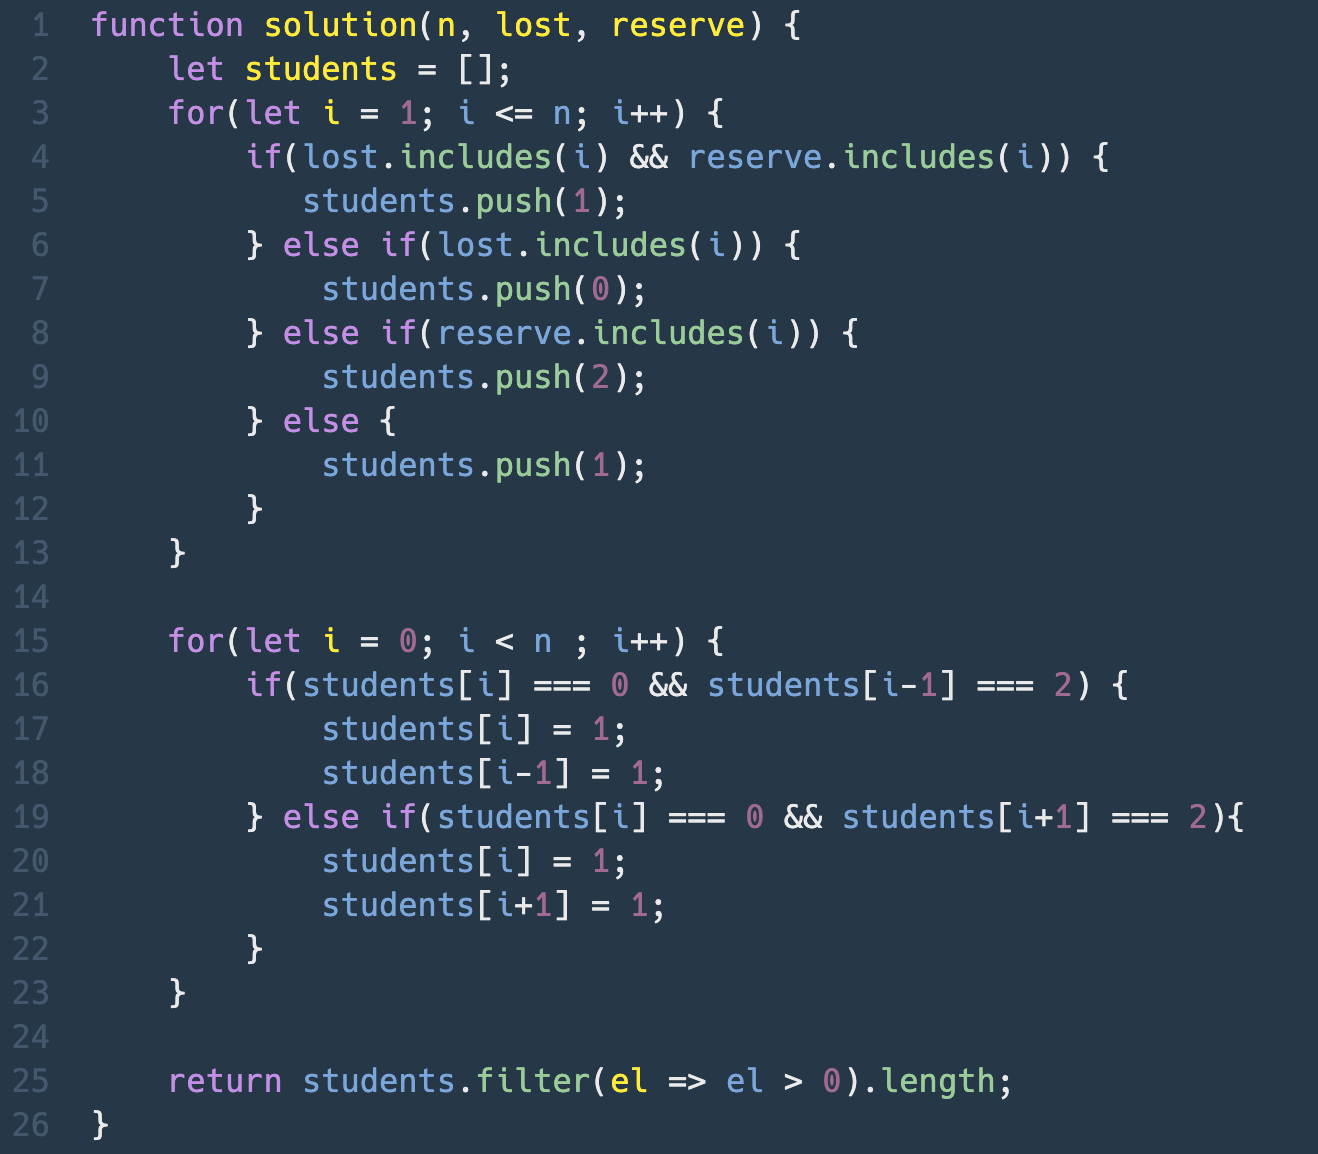 1 function solution(n, lost, reserve) {
2     let students = [];
3     for(let i = 1; i <= n; i++) {
4         if(lost.includes(i) && reserve.includes(i)) {
5            students.push(1);
6         } else if(lost.includes(i)) {
7             students.push(0);
8         } else if(reserve.includes(i)) {
9             students.push(2);
10         } else {
11             students.push(1);
12         }
13     }
14
15     for(let i = 0; i < n ; i++) {
16         if(students[i] === 0 && students[i-1] === 2) {
17             students[i] = 1;
18             students[i-1] = 1;
19         } else if(students[i] === 0 && students[i+1] === 2){
20             students[i] = 1;
21             students[i+1] = 1;
22         }
23     }
24
25     return students.filter(el => el > 0).length;
26 }